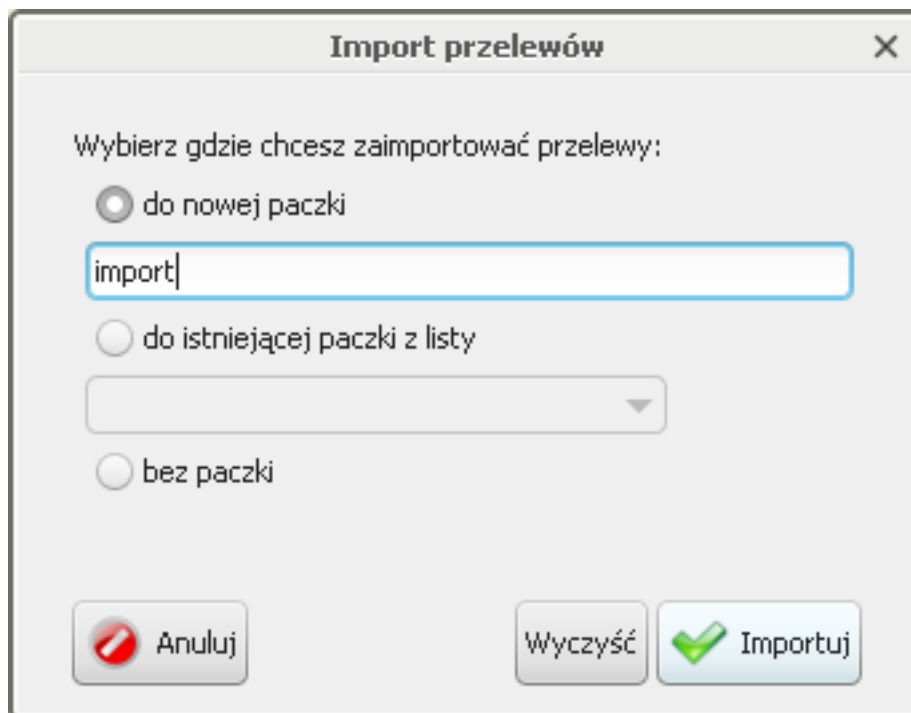 Import przelewów
Wybierz gdzie chcesz zaimportować przelewy:
do nowej paczki
import
do istniejącej paczki z listy
bez paczki
Anuluj
Wyczyść
Importuj